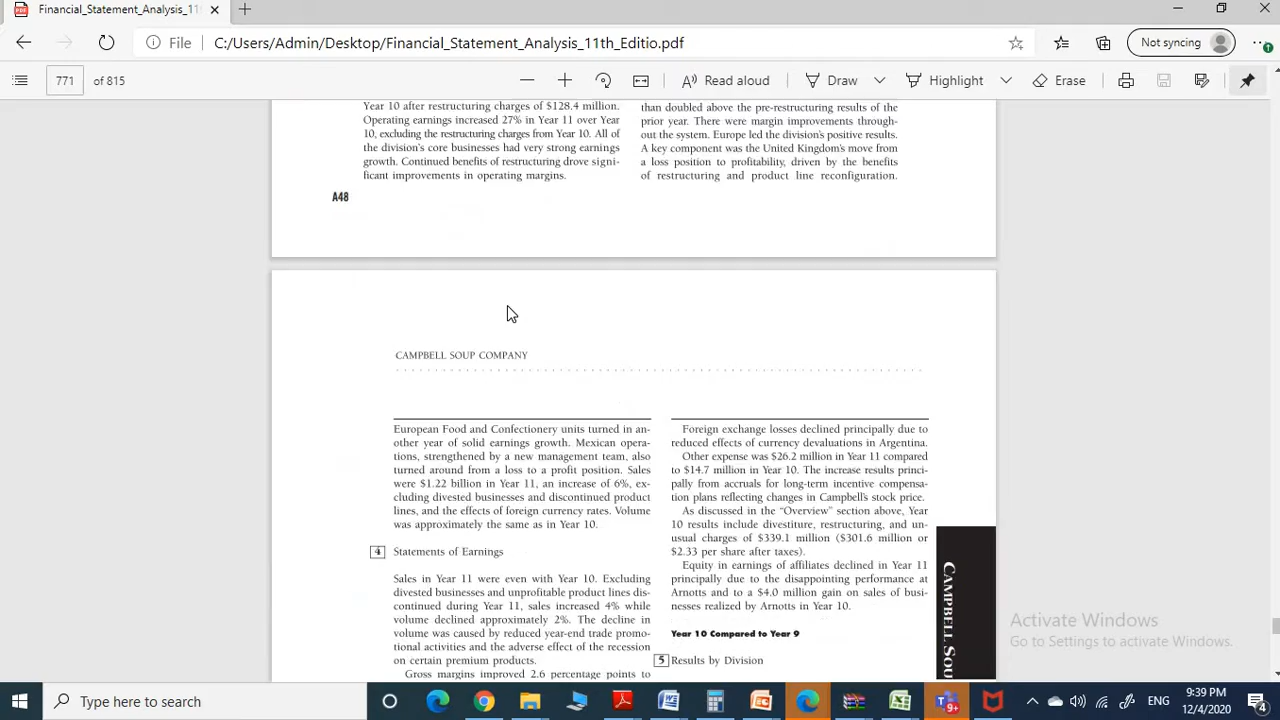 Financial_Statement_Analysis_11
File
C:/Users/Admin/Desktop/Financial_Statement_Analysis_11th_Editio.pdf
Not syncing
771 of 815
Read aloud
Draw
Highlight
Erase
Year 10 after restructuring charges of $128.4 million.
Operating earnings increased 27% in Year 11 over Year
10, excluding the restructuring charges from Year 10. All of
the division's core businesses had very strong earnings
growth. Continued benefits of restructuring drove signi-
ficant improvements in operating margins.
than doubled above the pre-restructuring results of the
prior year. There were margin improvements through-
out the system. Europe led the division's positive results.
A key component was the United Kingdom's move from
a loss position to profitability, driven by the benefits
of restructuring and product line reconfiguration.
A48
CAMPBELL SOUP COMPANY
European Food and Confectionery units turned in an-
other year of solid earnings growth. Mexican opera-
tions, strengthened by a new management team, also
turned around from a loss to a profit position. Sales
were $1.22 billion in Year 11, an increase of 6%, ex-
cluding divested businesses and discontinued product
lines, and the effects of foreign currency rates. Volume
was approximately the same as in Year 10.
4 Statements of Earnings
Sales in Year 11 were even with Year 10. Excluding
divested businesses and unprofitable product lines dis-
continued during Year 11, sales increased 4% while
volume declined approximately 2%. The decline in
volume was caused by reduced year-end trade promo-
tional activities and the adverse effect of the recession
on certain premium products.
Gross margins improved 2.6 percentage points to
Foreign exchange losses declined principally due to
reduced effects of currency devaluations in Argentina.
Other expense was $26.2 million in Year 11 compared
to $14.7 million in Year 10. The increase results princi-
pally from accruals for long-term incentive compensa-
tion plans reflecting changes in Campbell's stock price.
As discussed in the "Overview" section above, Year
10 results include divestiture, restructuring, and un-
usual charges of $339.1 million ($301.6 million or
$2.33 per share after taxes).
Equity in earnings of affiliates declined in Year 11
principally due to the disappointing performance at
Arnotts and to a $4.0 million gain on sales of busi-
nesses realized by Arnotts in Year 10.
Year 10 Compared to Year 9
5 Results by Division
CAMPBELL SOU
Activate Windows
Go to Settings to activate Windows.
Type here to search
9+
ENG
9:39 PM
12/4/2020
4